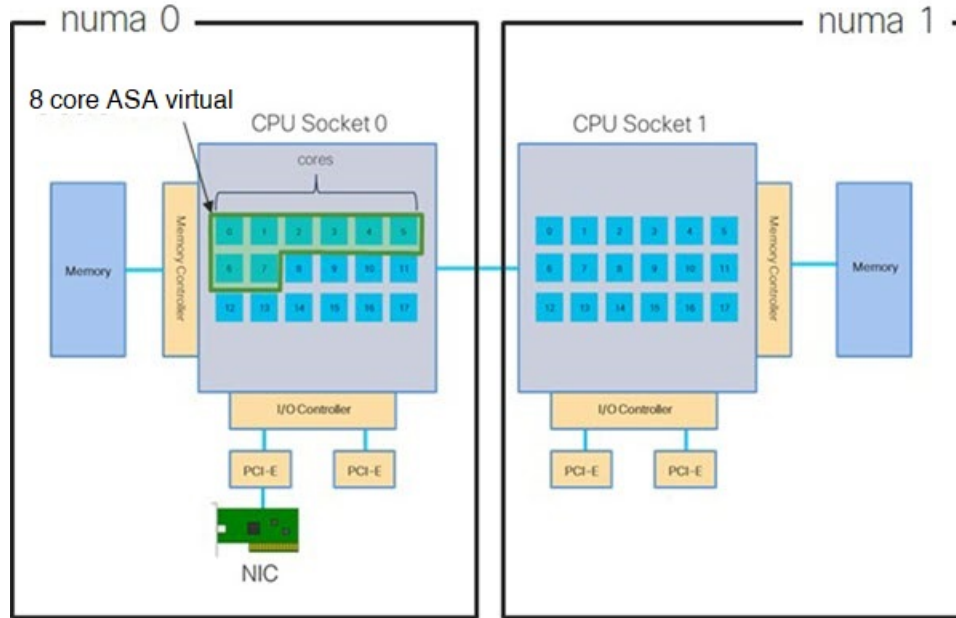 numa 0
numa 1
8 core ASA virtual
CPU Socket 0
CPU Socket 1
cores
0 1 2 3 4 5
6 7 8 9 10 11
12 13 14 15 16 17
0 1 2 3 4 5
6 7 8 9 10 11
12 13 14 15 16 17
Memory
Memory Controller
Memory Controller
Memory
I/O Controller
I/O Controller
PCI-E
PCI-E
PCI-E
PCI-E
NIC